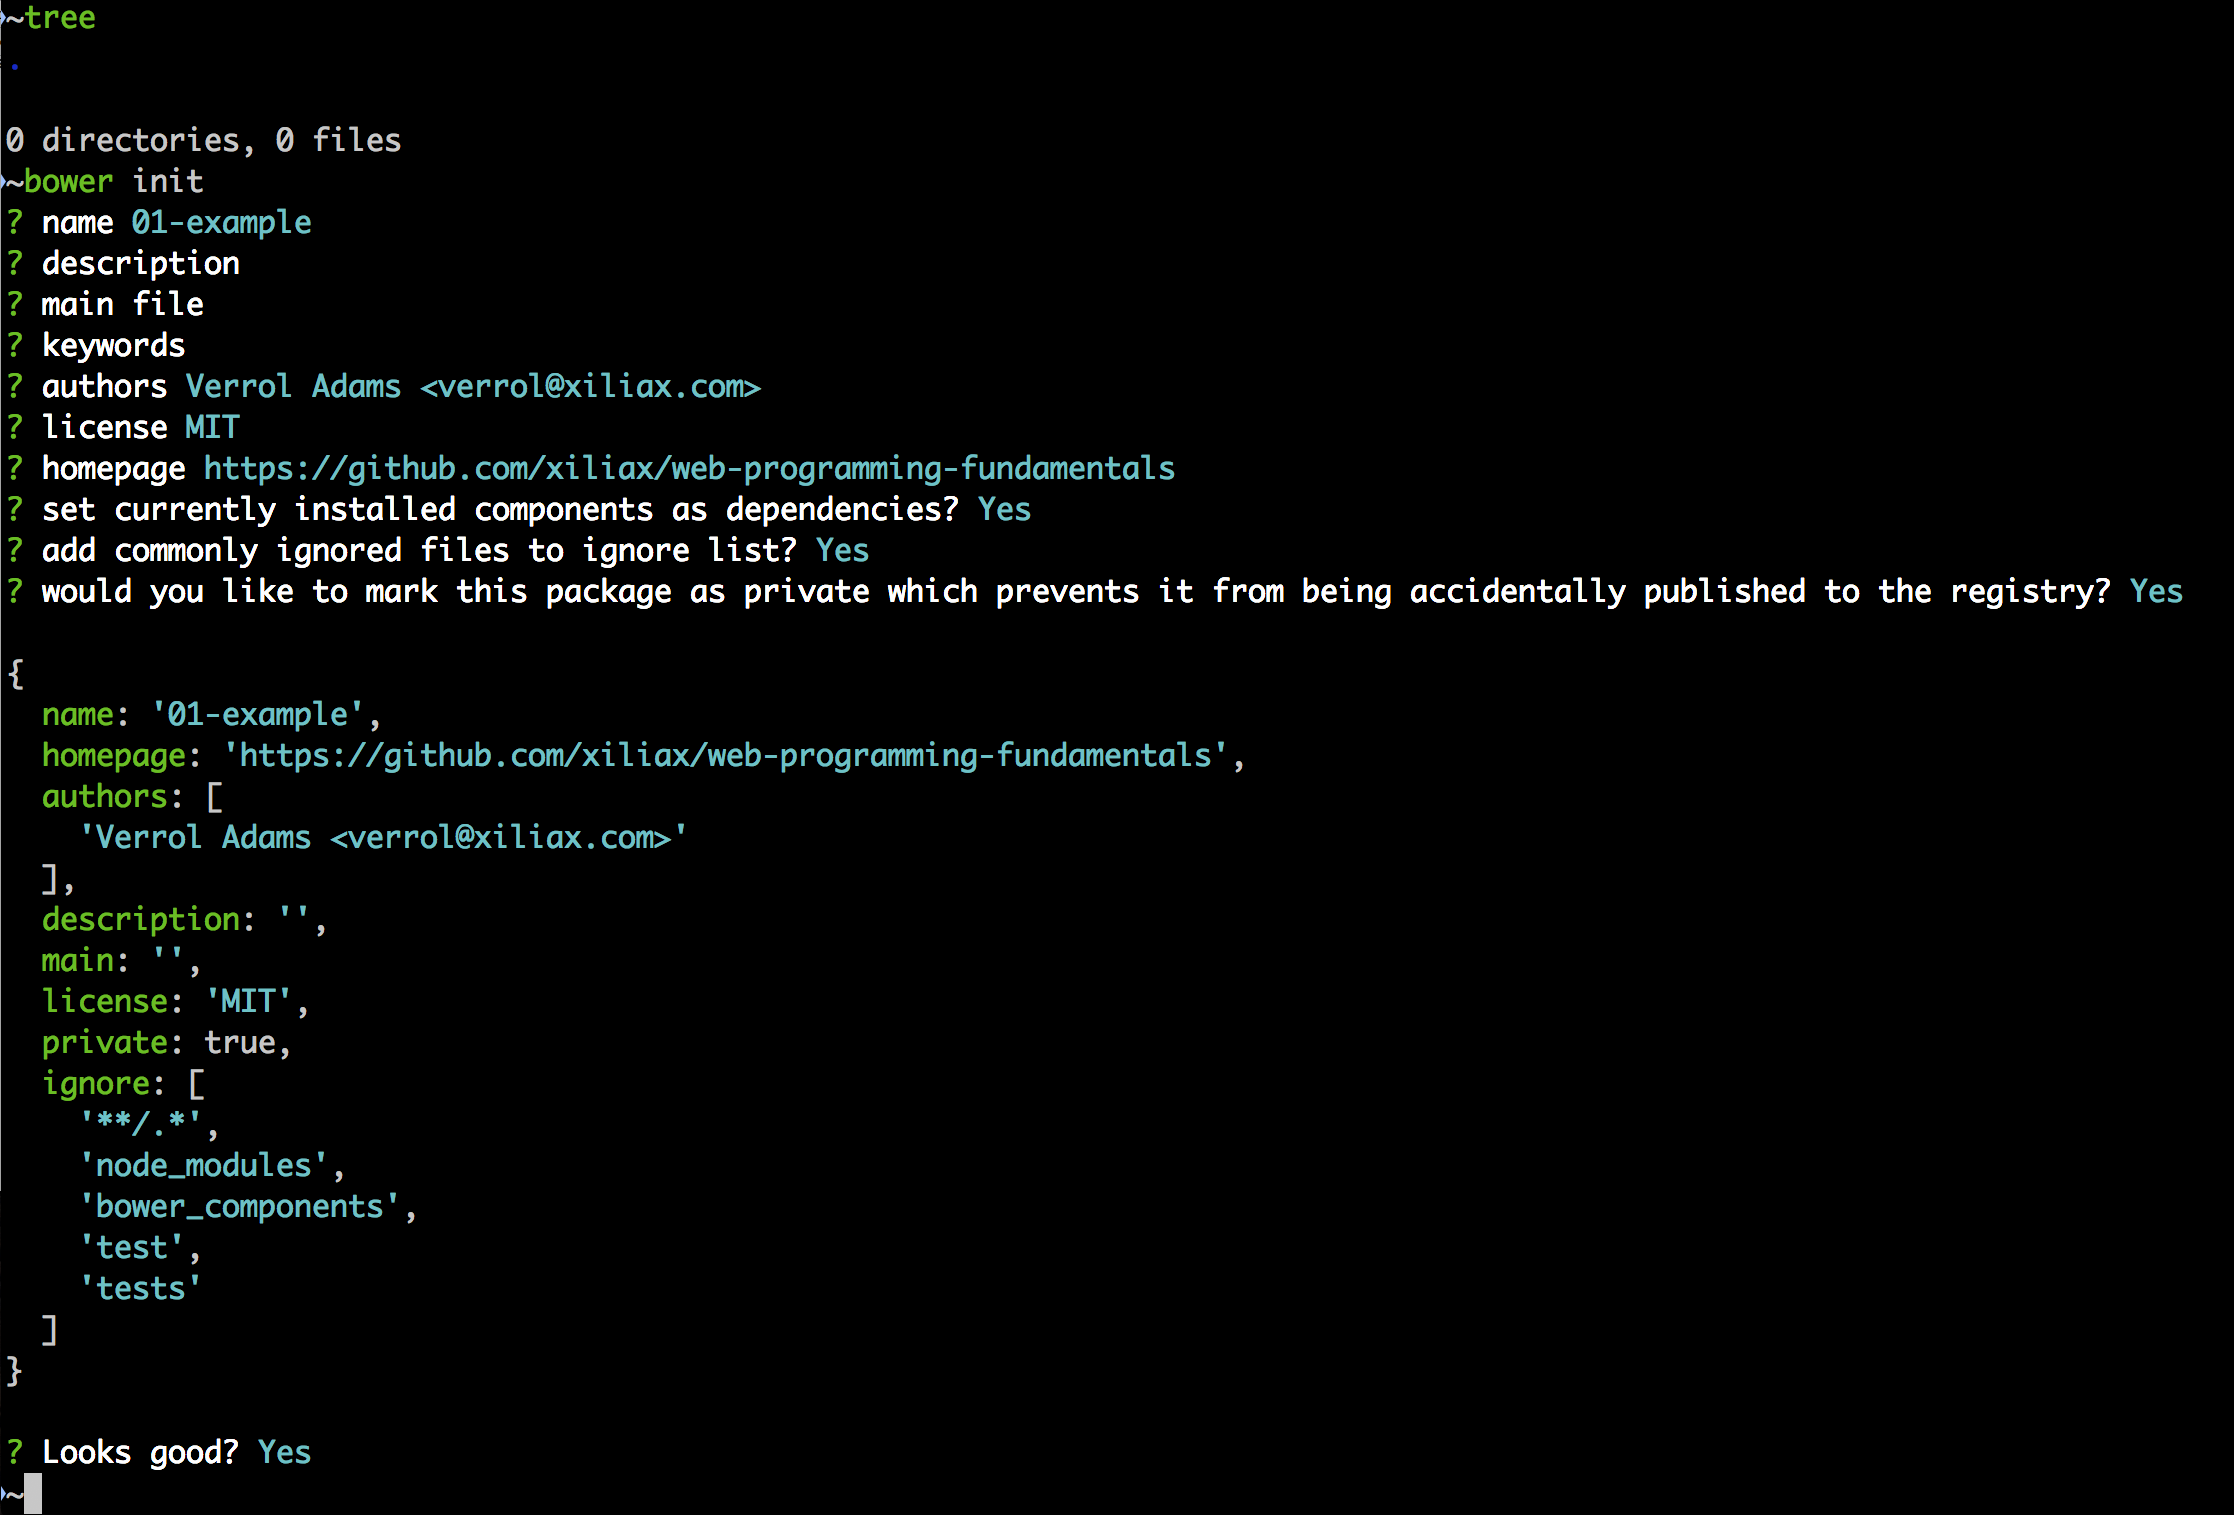 ~tree
.
0 directories, 0 files
~bower init
? name 01-example
? description
? main file
? keywords
? authors Verrol Adams <verrol@xiliax.com>
? license MIT
? homepage https://github.com/xiliax/web-programming-fundamentals
? set currently installed components as dependencies? Yes
? add commonly ignored files to ignore list? Yes
? would you like to mark this package as private which prevents it from being accidentally published to the registry? Yes
{
  name: '01-example',
  homepage: 'https://github.com/xiliax/web-programming-fundamentals',
  authors: [
    'Verrol Adams <verrol@xiliax.com>'
  ],
  description: '',
  main: '',
  license: 'MIT',
  private: true,
  ignore: [
    '**/.*',
    'node_modules',
    'bower_components',
    'test',
    'tests'
  ]
}
? Looks good? Yes
~